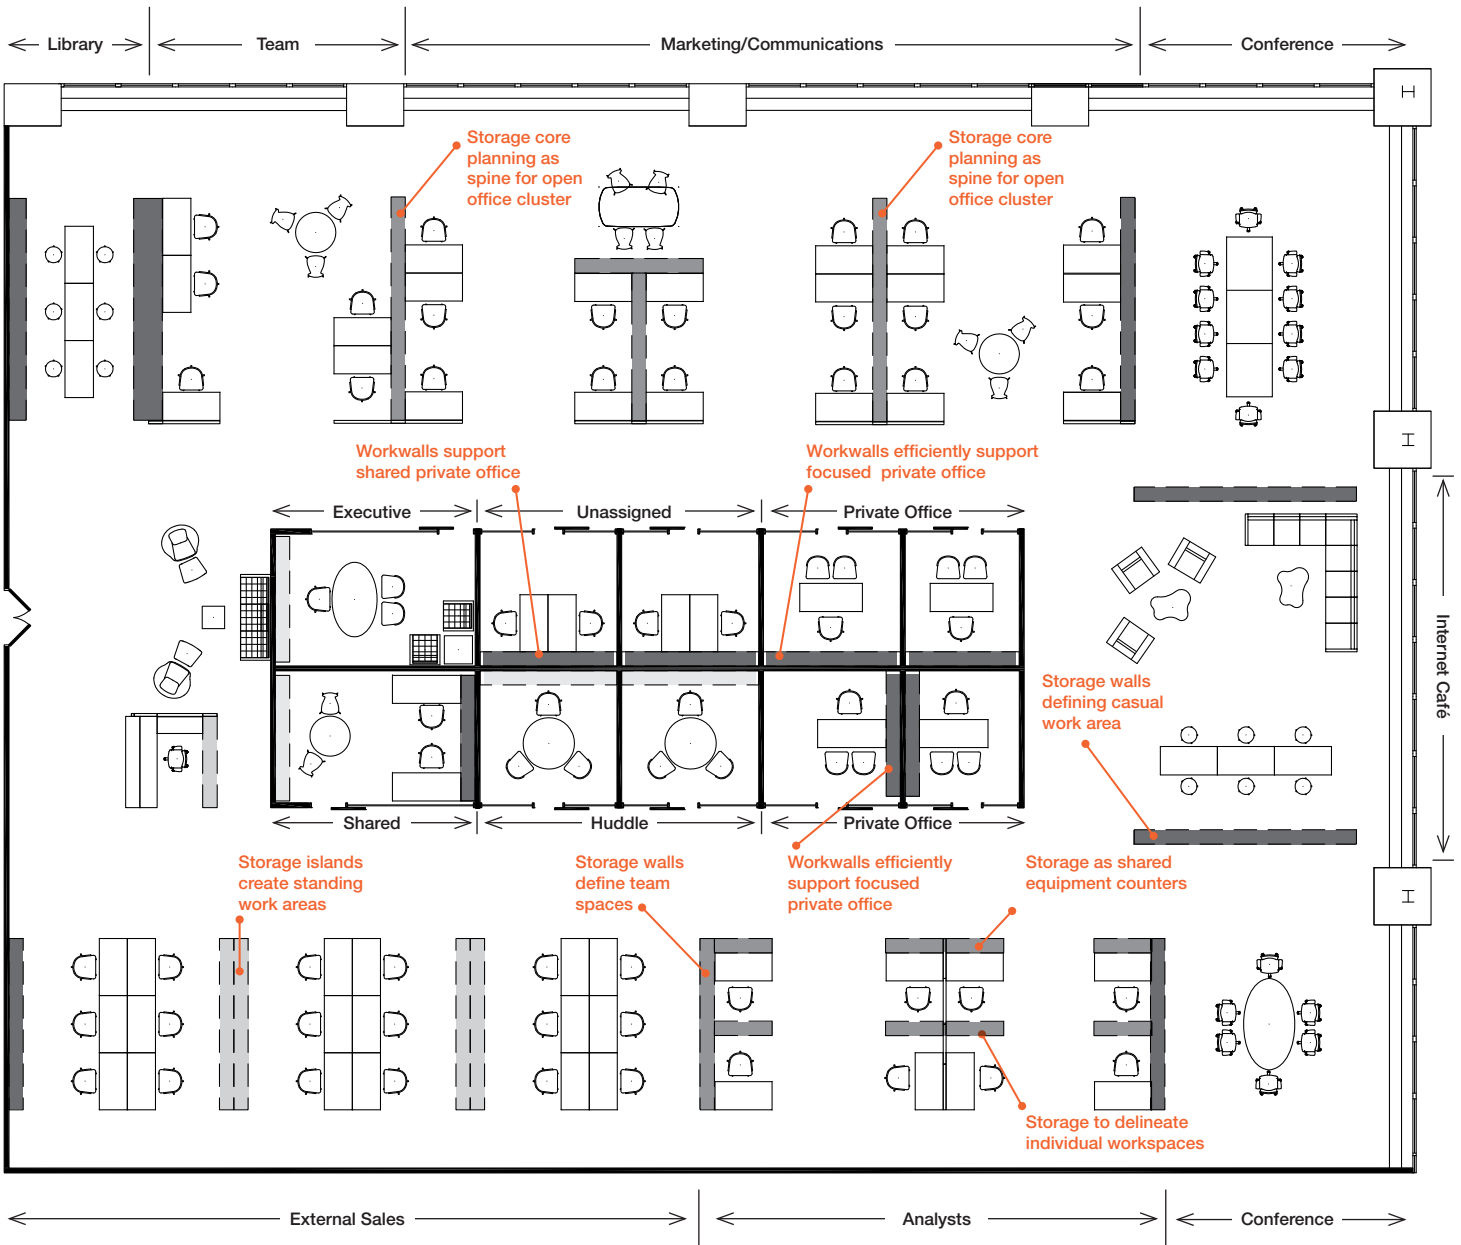 Library
Team
Marketing/Communications
Conference
Storage core
planning as
spine for open
office cluster
Storage core
planning as
spine for open
office cluster
Workwalls support
shared private office
Workwalls efficiently support
focused private office
Executive
Unassigned
Private Office
Internet Café
Storage walls
defining casual
work area
Shared
Huddle
Private Office
Storage islands
create standing
work areas
Storage walls
define team
spaces
Workwalls efficiently
support focused
private office
Storage as shared
equipment counters
Storage to delineate
individual workspaces
External Sales
Analysts
Conference